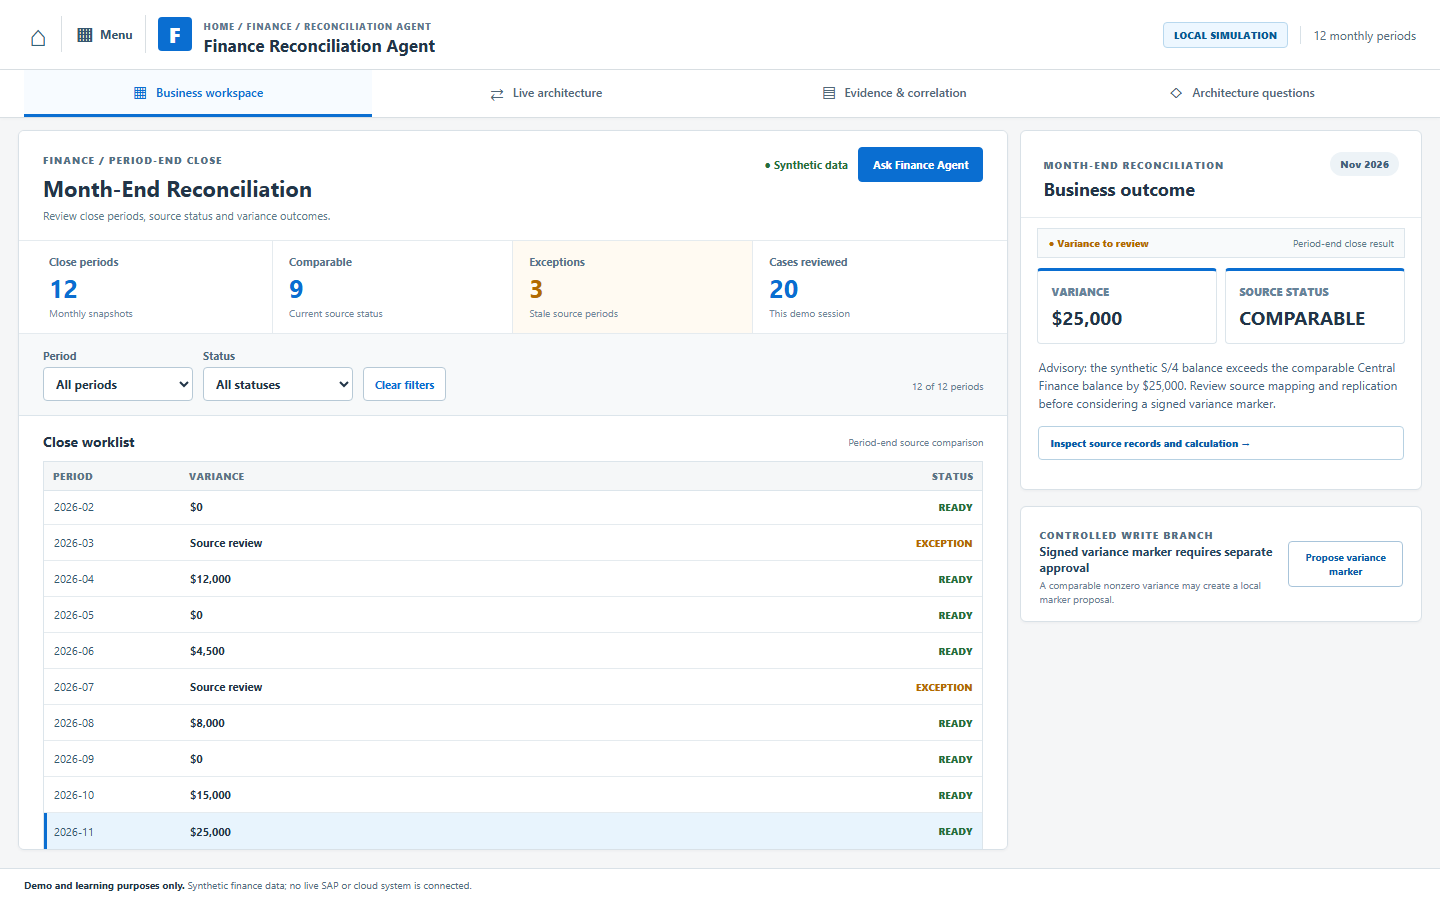 Menu
F
HOME / FINANCE / RECONCILIATION AGENT
Finance Reconciliation Agent
LOCAL SIMULATION
12 monthly periods
Business workspace
Live architecture
Evidence & correlation
Architecture questions
FINANCE / PERIOD-END CLOSE
Month-End Reconciliation
Review close periods, source status and variance outcomes.
● Synthetic data
Ask Finance Agent
Close periods
12
Monthly snapshots
Comparable
9
Current source status
Exceptions
3
Stale source periods
Cases reviewed
20
This demo session
Period
All periods
Status
All statuses
Clear filters
12 of 12 periods
Close worklist
Period-end source comparison
PERIOD VARIANCE STATUS
2026-02 $0 READY
2026-03 Source review EXCEPTION
2026-04 $12,000 READY
2026-05 $0 READY
2026-06 $4,500 READY
2026-07 Source review EXCEPTION
2026-08 $8,000 READY
2026-09 $0 READY
2026-10 $15,000 READY
2026-11 $25,000 READY
MONTH-END RECONCILIATION
Nov 2026
Business outcome
● Variance to review
Period-end close result
VARIANCE
$25,000
SOURCE STATUS
COMPARABLE
Advisory: the synthetic S/4 balance exceeds the comparable Central
Finance balance by $25,000. Review source mapping and replication
before considering a signed variance marker.
Inspect source records and calculation →
CONTROLLED WRITE BRANCH
Signed variance marker requires separate
approval
A comparable nonzero variance may create a local
marker proposal.
Propose variance
marker
Demo and learning purposes only. Synthetic finance data; no live SAP or cloud system is connected.